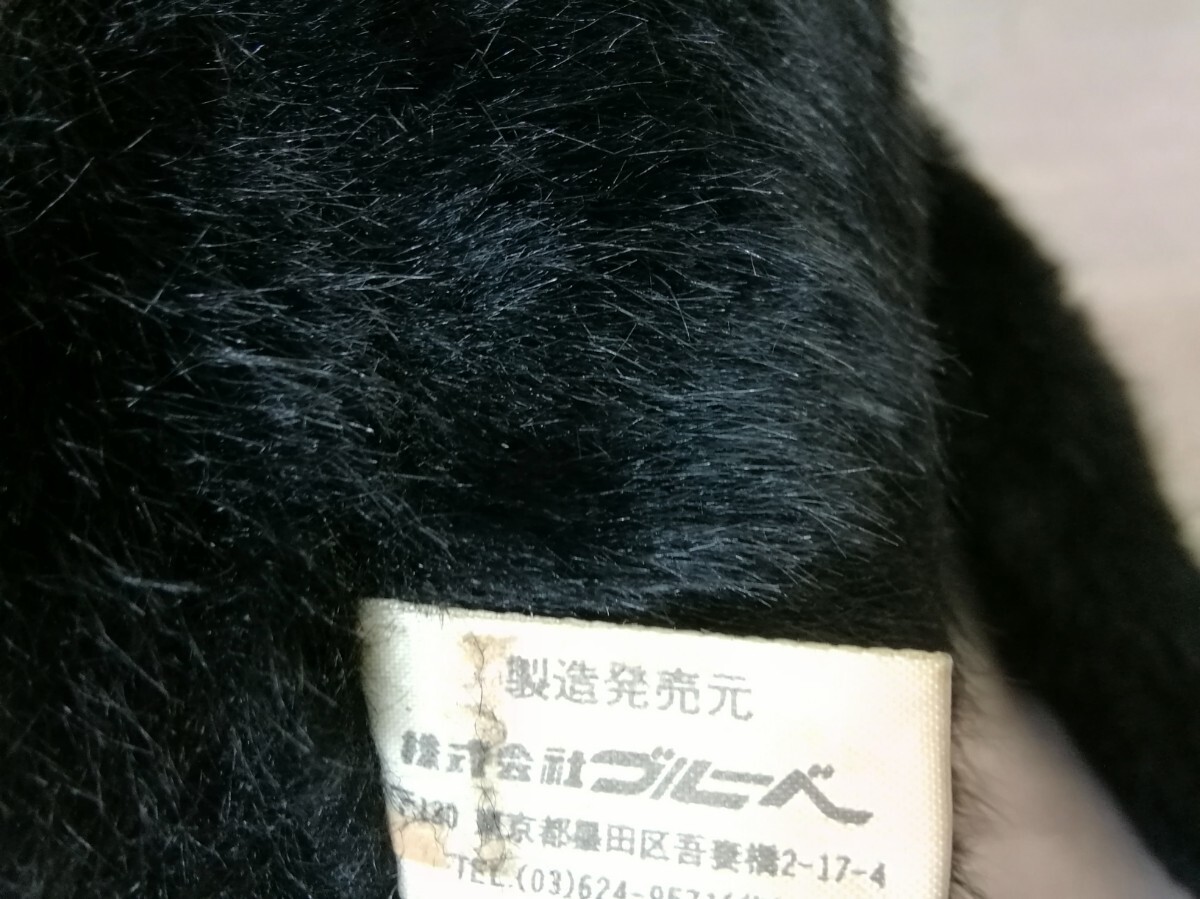 製造発売元
株式会社ブルーベ
〒130 東京都墨田区吾妻橋2-17-4
TEL.(03)624-9571